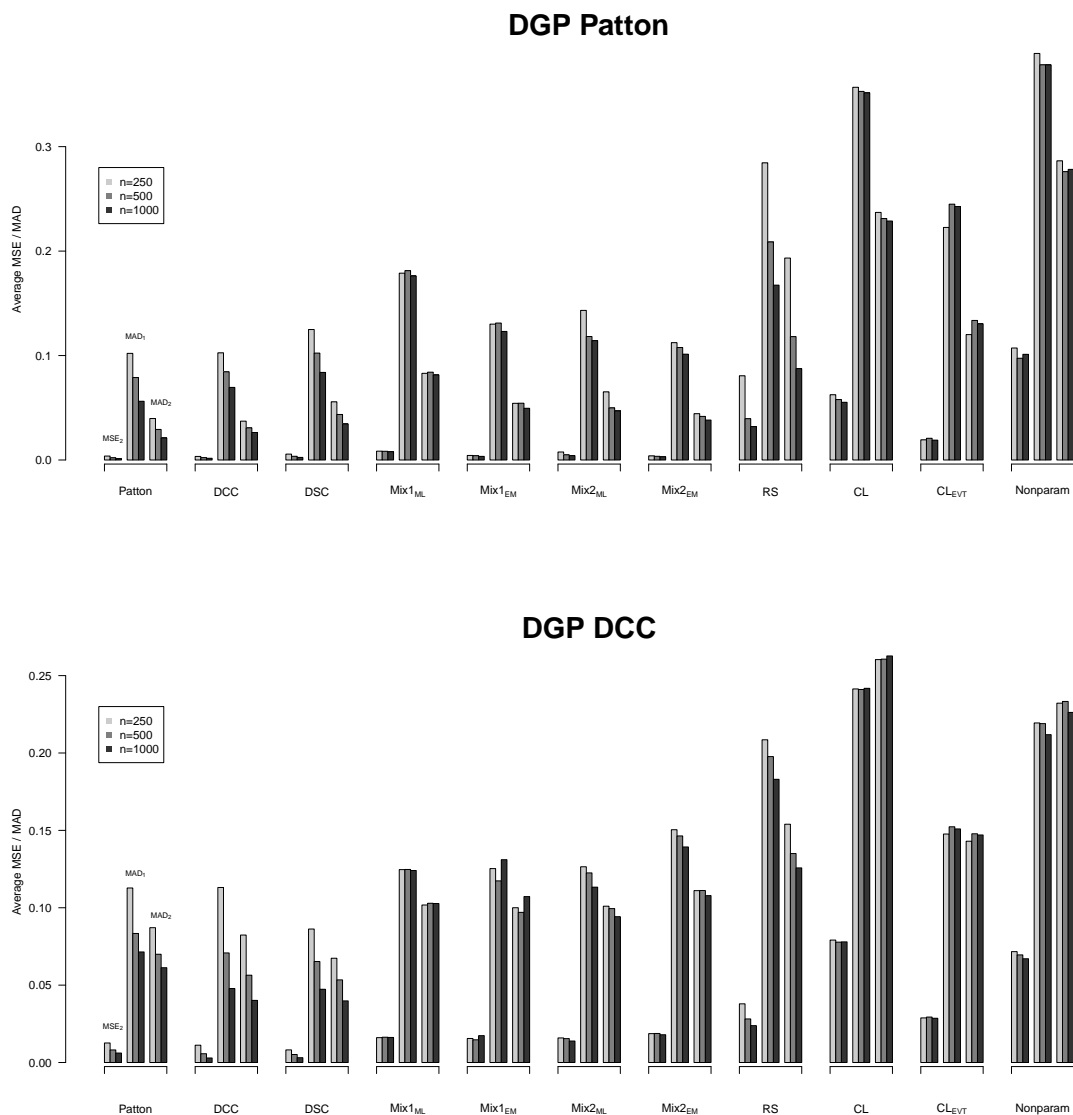 DGP Patton
Average MSE / MAD
0.3
0.2
0.1
0.0
n=250
n=500
n=1000
MSE₂
MAD₁
MAD₂
Patton DCC DSC Mix1ML Mix1EM Mix2ML Mix2EM RS CL CLEVT Nonparam
DGP DCC
Average MSE / MAD
0.25
0.20
0.15
0.10
0.05
0.00
n=250
n=500
n=1000
MSE₂
MAD₁
MAD₂
Patton DCC DSC Mix1ML Mix1EM Mix2ML Mix2EM RS CL CLEVT Nonparam